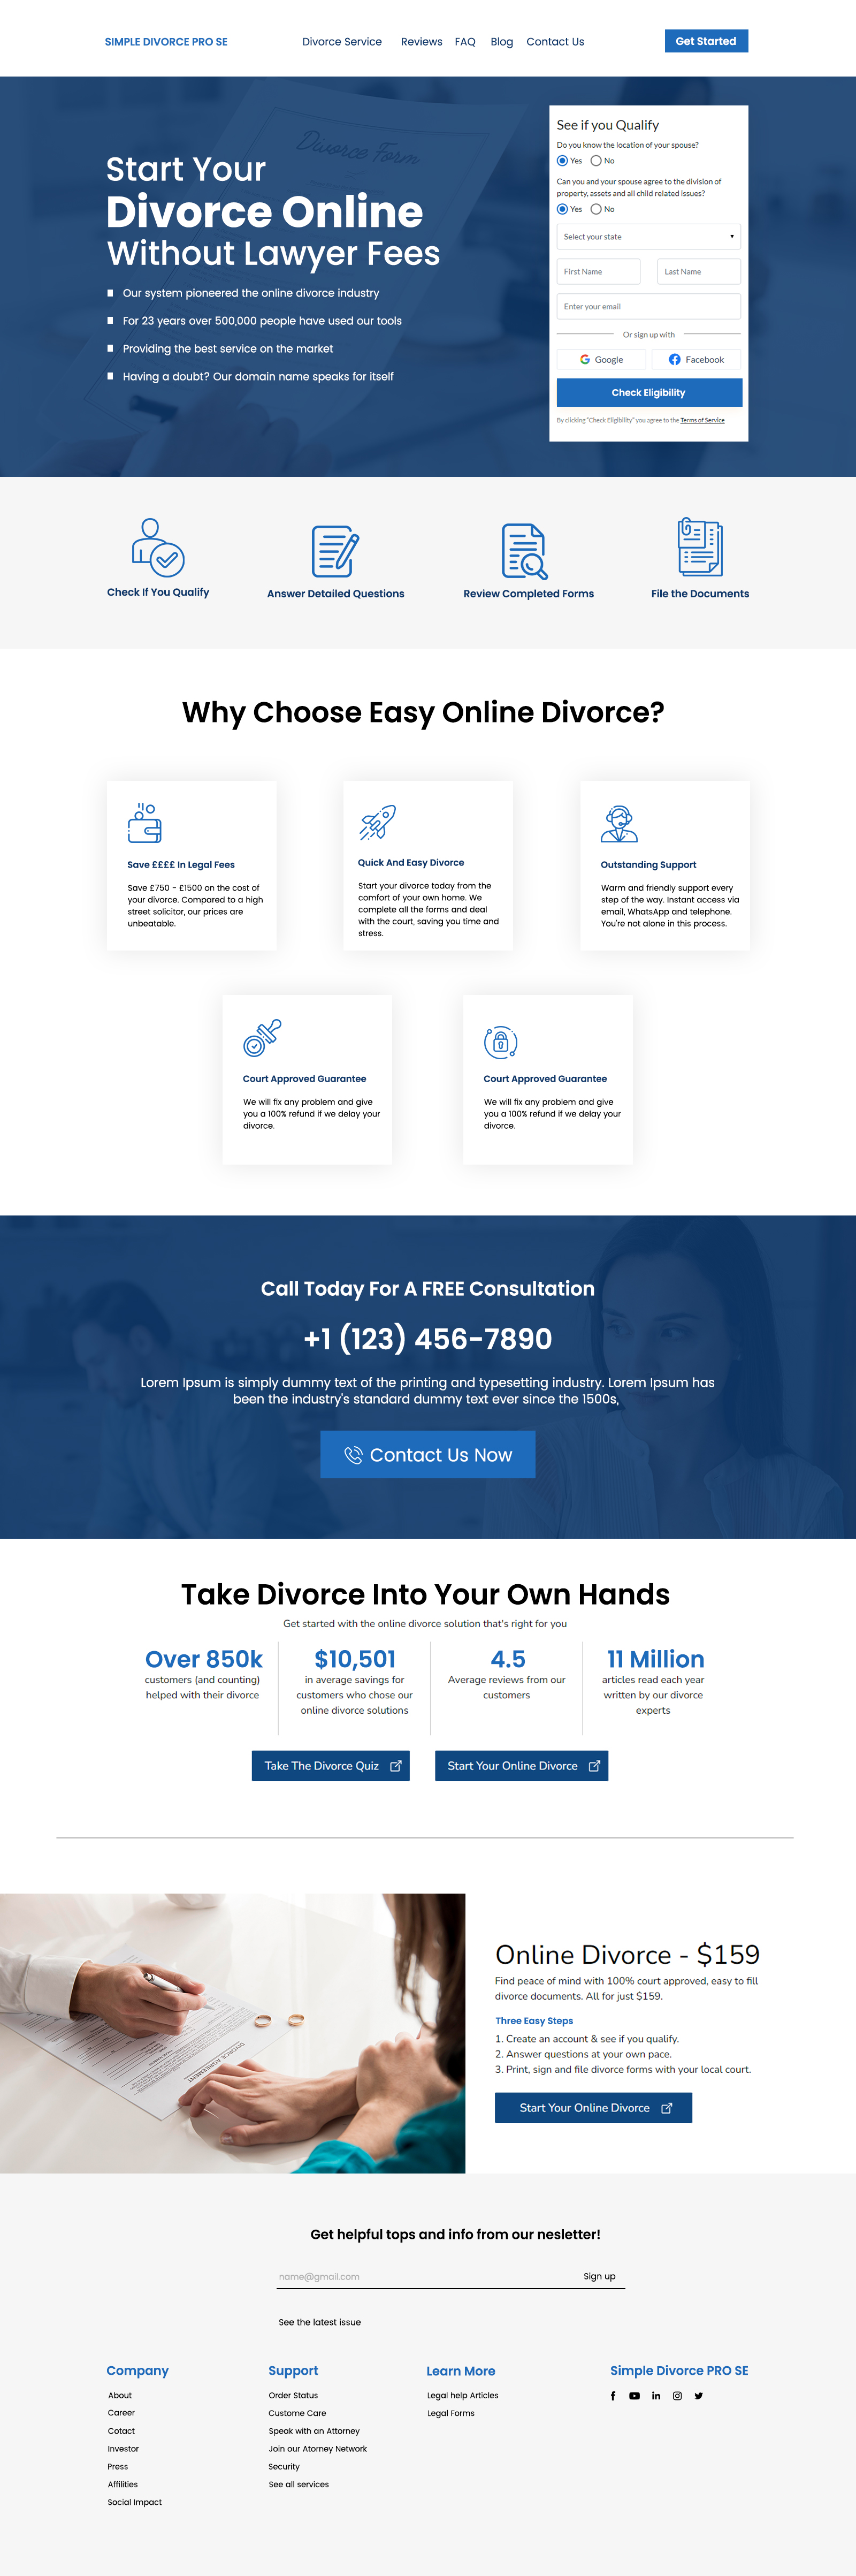 SIMPLE DIVORCE PRO SE
Divorce Service
Reviews
FAQ
Blog
Contact Us
Get Started
Divorce Form
Start Your
Divorce Online
Without Lawyer Fees
Our system pioneered the online divorce industry
For 23 years over 500,000 people have used our tools
Providing the best service on the market
Having a doubt? Our domain name speaks for itself
See if you Qualify
Do you know the location of your spouse?
Yes
No
Can you and your spouse agree to the division of
property, assets and all child related issues?
Yes
No
Select your state
First Name
Last Name
Enter your email
Or sign up with
Google
Facebook
Check Eligibility
By clicking "Check Eligibility" you agree to the Terms of Service
Check If You Qualify
Answer Detailed Questions
Review Completed Forms
File the Documents
Why Choose Easy Online Divorce?
Save ££££ In Legal Fees
Save £750 - £1500 on the cost of
your divorce. Compared to a high
street solicitor, our prices are
unbeatable.
Quick And Easy Divorce
Start your divorce today from the
comfort of your own home. We
complete all the forms and deal
with the court, saving you time and
stress.
Outstanding Support
Warm and friendly support every
step of the way. Instant access via
email, WhatsApp and telephone.
You're not alone in this process.
Court Approved Guarantee
We will fix any problem and give
you a 100% refund if we delay your
divorce.
Court Approved Guarantee
We will fix any problem and give
you a 100% refund if we delay your
divorce.
Call Today For A FREE Consultation
+1 (123) 456-7890
Lorem Ipsum is simply dummy text of the printing and typesetting industry. Lorem Ipsum has
been the industry's standard dummy text ever since the 1500s,
Contact Us Now
Take Divorce Into Your Own Hands
Get started with the online divorce solution that's right for you
Over 850k
customers (and counting)
helped with their divorce
$10,501
in average savings for
customers who chose our
online divorce solutions
4.5
Average reviews from our
customers
11 Million
articles read each year
written by our divorce
experts
Take The Divorce Quiz
Start Your Online Divorce
DIVORCE AGREEMENT
Online Divorce - $159
Find peace of mind with 100% court approved, easy to fill
divorce documents. All for just $159.
Three Easy Steps
1. Create an account & see if you qualify.
2. Answer questions at your own pace.
3. Print, sign and file divorce forms with your local court.
Start Your Online Divorce
Get helpful tops and info from our nesletter!
name@gmail.com
Sign up
See the latest issue
Company
About
Career
Cotact
Investor
Press
Affilities
Social Impact
Support
Order Status
Custome Care
Speak with an Attorney
Join our Atorney Network
Security
See all services
Learn More
Legal help Articles
Legal Forms
Simple Divorce PRO SE